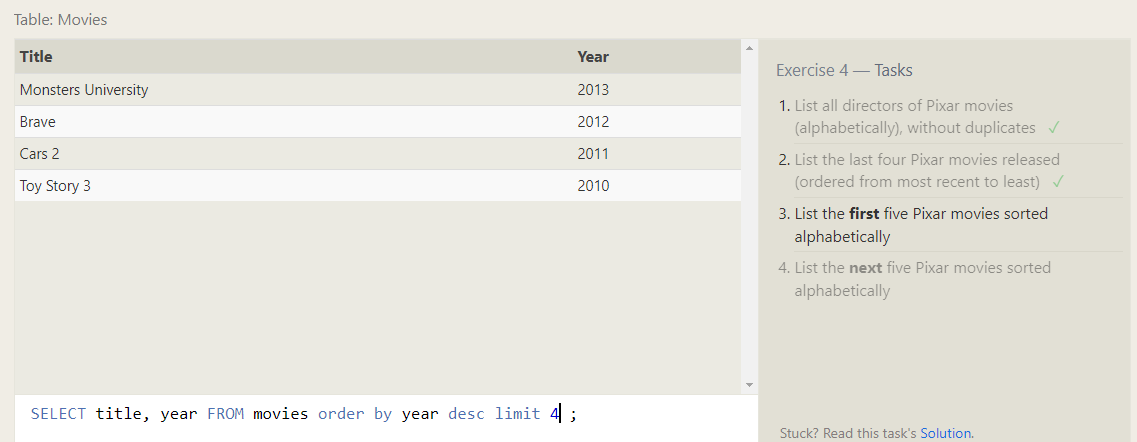 Table: Movies
Title Year
Monsters University 2013
Brave 2012
Cars 2 2011
Toy Story 3 2010
SELECT title, year FROM movies order by year desc limit 4 ;
Exercise 4 — Tasks
1. List all directors of Pixar movies
(alphabetically), without duplicates ✓
2. List the last four Pixar movies released
(ordered from most recent to least) ✓
3. List the first five Pixar movies sorted
alphabetically
4. List the next five Pixar movies sorted
alphabetically
Stuck? Read this task's Solution.